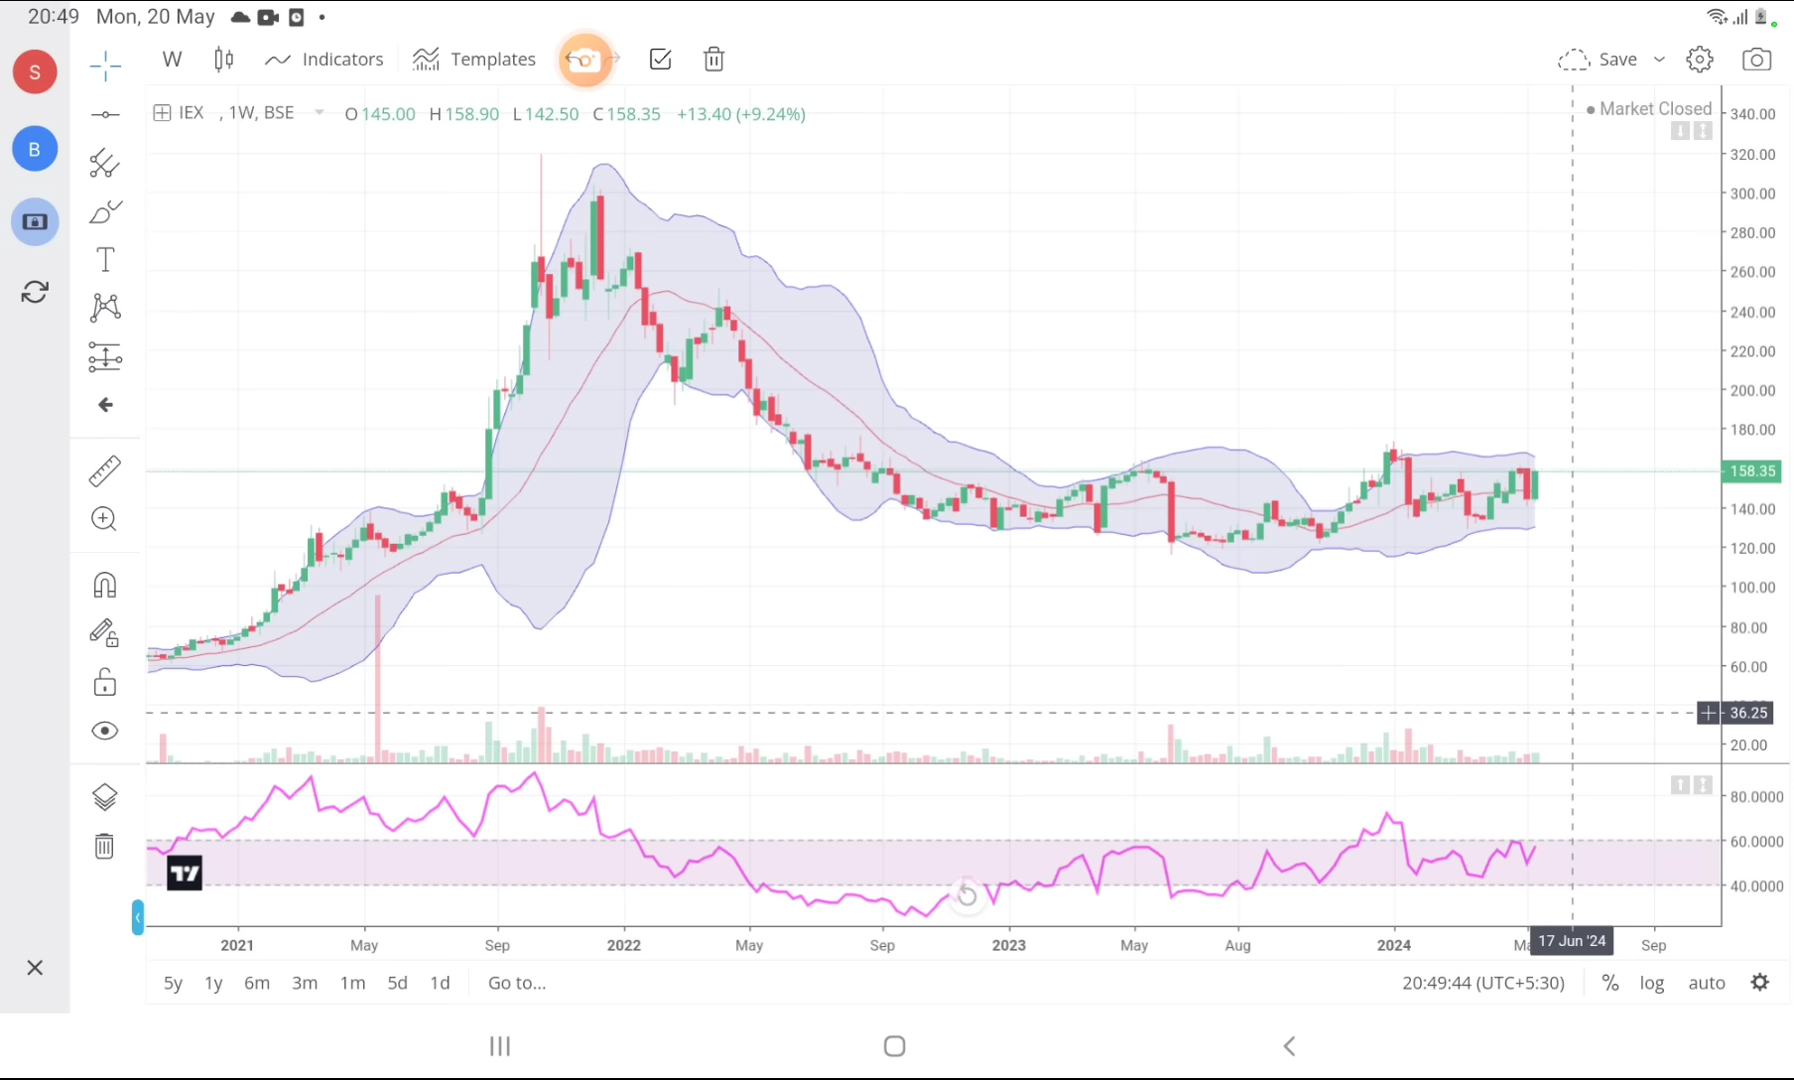 20:49 Mon, 20 May
S
B
W Indicators Templates Save
IEX , 1W, BSE O 145.00 H 158.90 L 142.50 C 158.35 +13.40 (+9.24%)
Market Closed
340.00
320.00
300.00
280.00
260.00
240.00
220.00
200.00
180.00
158.35
140.00
120.00
100.00
80.00
60.00
36.25
20.00
80.0000
60.0000
40.0000
2021 May Sep 2022 May Sep 2023 May Aug 2024 17 Jun '24 Sep
5y 1y 6m 3m 1m 5d 1d Go to... 20:49:44 (UTC+5:30) % log auto